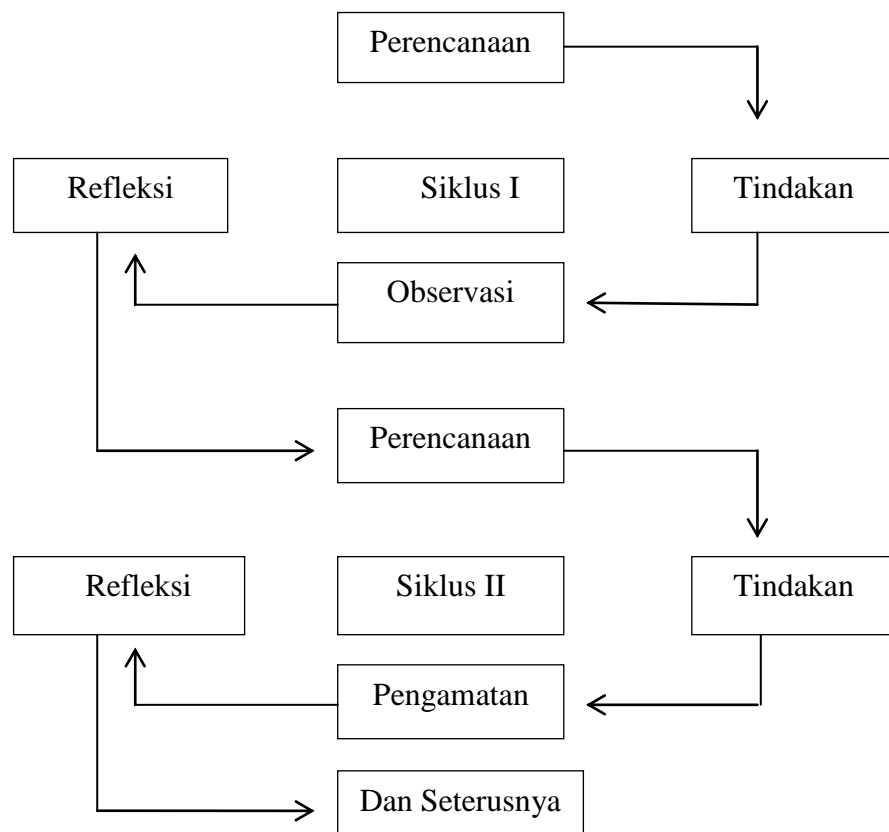 Perencanaan
Refleksi
Siklus I
Tindakan
Observasi
Perencanaan
Refleksi
Siklus II
Tindakan
Pengamatan
Dan Seterusnya